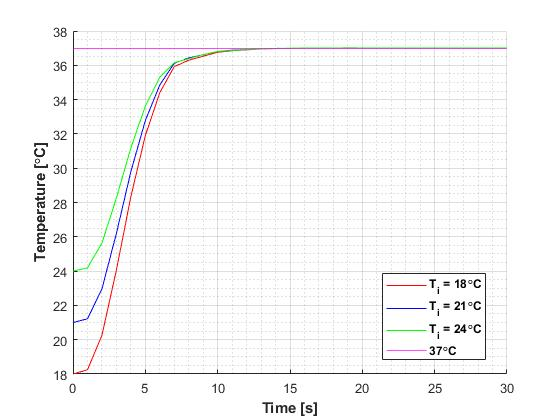 38
36
34
32
30
28
26
24
22
20
18
Temperature [°C]
0 5 10 15 20 25 30
Time [s]
Ti = 18°C
Ti = 21°C
Ti = 24°C
37°C